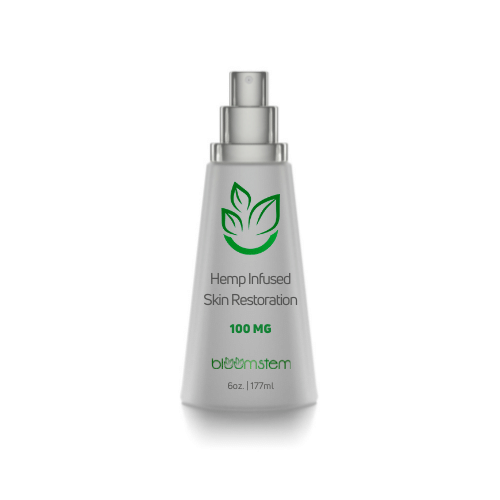 Hemp Infused
Skin Restoration
100 MG
bloomstem
6oz. | 177ml